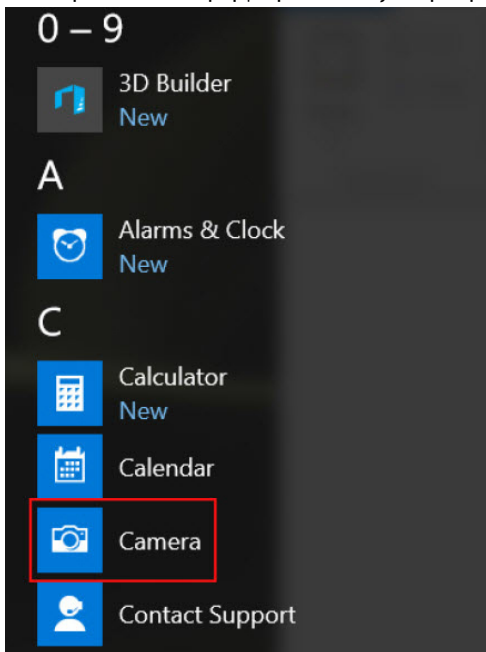 0 – 9
3D Builder
New
A
Alarms & Clock
New
C
Calculator
New
Calendar
Camera
Contact Support